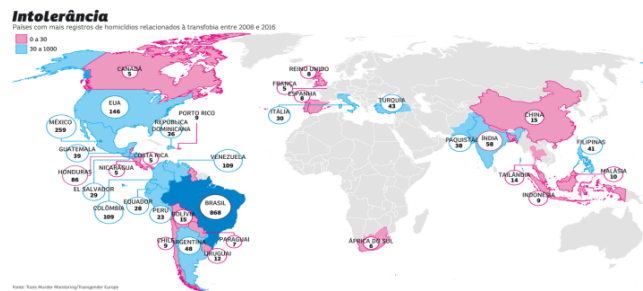 Intolerância
Países com mais registros de homicídios relacionados à transfobia entre 2008 e 2016
0 a 30
30 a 1000
CANADÁ
5
EUA
146
MÉXICO
259
PORTO RICO
9
REPÚBLICA
DOMINICANA
36
GUATEMALA
39
HONDURAS
86
NICARÁGUA
5
COSTA RICA
5
EL SALVADOR
29
VENEZUELA
109
COLÔMBIA
109
EQUADOR
28
PERU
23
BOLÍVIA
15
BRASIL
868
CHILE
9
ARGENTINA
48
PARAGUAI
7
URUGUAI
12
REINO UNIDO
8
FRANÇA
5
ESPANHA
8
ITÁLIA
30
TURQUIA
43
ÁFRICA DO SUL
6
PAQUISTÃO
38
ÍNDIA
58
CHINA
15
FILIPINAS
41
TAILÂNDIA
14
MALÁSIA
10
INDONÉSIA
9
Fonte: Trans Murder Monitoring/Transgender Europe